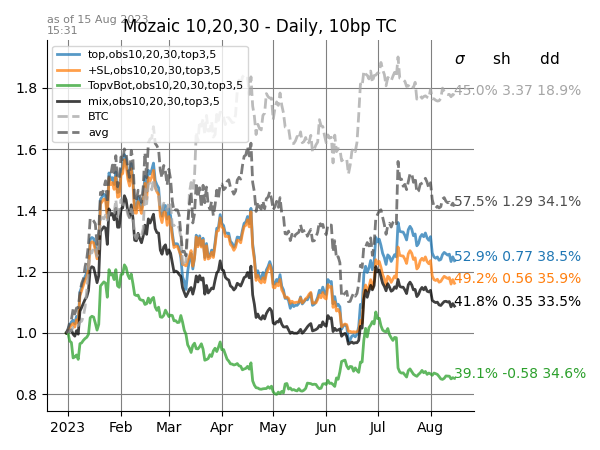 as of 15 Aug 2023
15:31
Mozaic 10,20,30 - Daily, 10bp TC
top,obs10,20,30,top3,5
+SL,obs10,20,30,top3,5
TopvBot,obs10,20,30,top3,5
mix,obs10,20,30,top3,5
BTC
avg
σ sh dd
45.0% 3.37 18.9%
57.5% 1.29 34.1%
52.9% 0.77 38.5%
49.2% 0.56 35.9%
41.8% 0.35 33.5%
39.1% -0.58 34.6%
1.8
1.6
1.4
1.2
1.0
0.8
2023 Feb Mar Apr May Jun Jul Aug